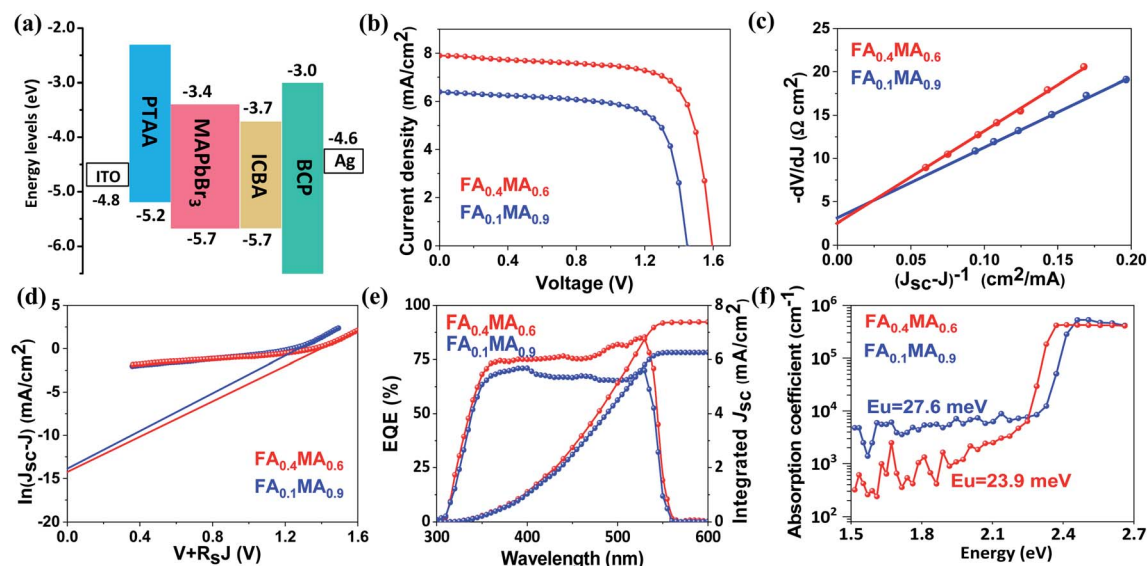 (a)
Energy levels (eV)
-2.0
-3.0
-4.0
-5.0
-6.0
ITO
-4.8
PTAA
-5.2
-3.4
MAPbBr3
-5.7
-3.7
ICBA
-5.7
-3.0
BCP
-4.6
Ag
(b)
Current density (mA/cm2)
8
6
4
2
0
FA0.4MA0.6
FA0.1MA0.9
0.0 0.4 0.8 1.2 1.6
Voltage (V)
(c)
-dV/dJ (Ω cm2)
25
20
15
10
5
0
FA0.4MA0.6
FA0.1MA0.9
0.00 0.05 0.10 0.15 0.20
(JSC-J)-1 (cm2/mA)
(d)
ln(JSC-J) (mA/cm2)
5
0
-5
-10
-15
-20
FA0.4MA0.6
FA0.1MA0.9
0.0 0.4 0.8 1.2 1.6
V+RSJ (V)
(e)
EQE (%)
100
75
50
25
0
FA0.4MA0.6
FA0.1MA0.9
8
6
4
2
0
Integrated JSC (mA/cm2)
300 400 500 600
Wavelength (nm)
(f)
Absorption coefficient (cm-1)
106
105
104
103
102
FA0.4MA0.6
FA0.1MA0.9
Eu=27.6 meV
Eu=23.9 meV
1.5 1.8 2.1 2.4 2.7
Energy (eV)